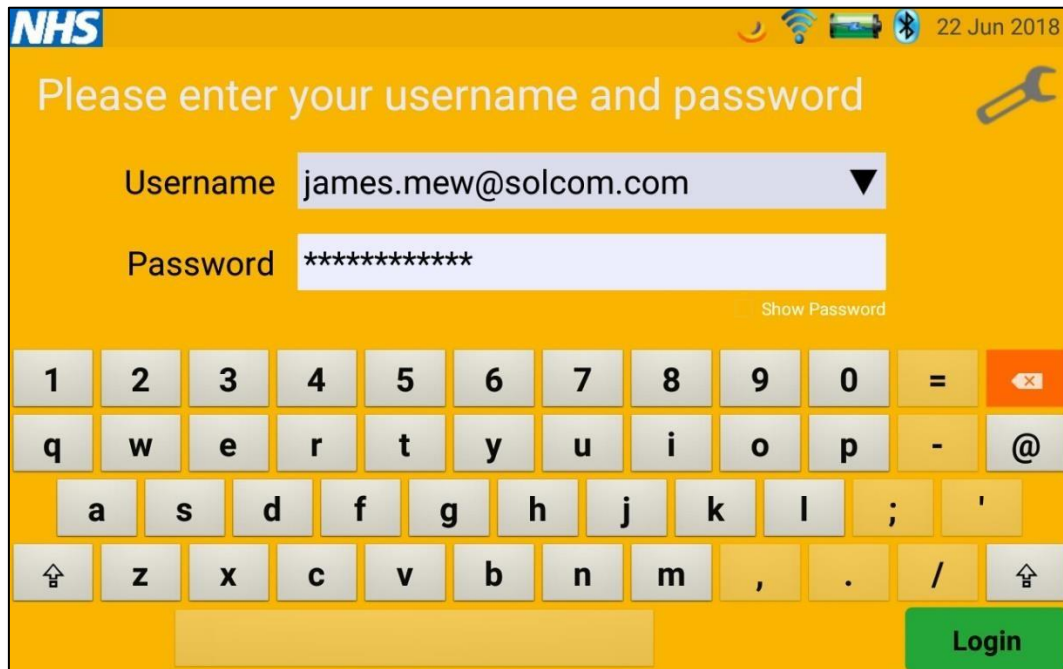 NHS 22 Jun 2018
Please enter your username and password
Username james.mew@solcom.com ▼
Password ************
Show Password
1 2 3 4 5 6 7 8 9 0 =
q w e r t y u i o p - @
a s d f g h j k l ; '
z x c v b n m , . /
Login